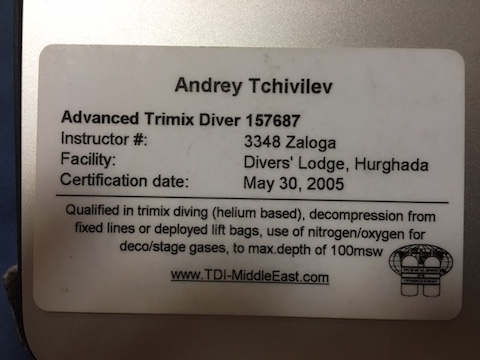 Andrey Tchivilev
Advanced Trimix Diver 157687
Instructor #: 3348 Zaloga
Facility: Divers' Lodge, Hurghada
Certification date: May 30, 2005
Qualified in trimix diving (helium based), decompression from
fixed lines or deployed lift bags, use of nitrogen/oxygen for
deco/stage gases, to max.depth of 100msw
www.TDI-MiddleEast.com